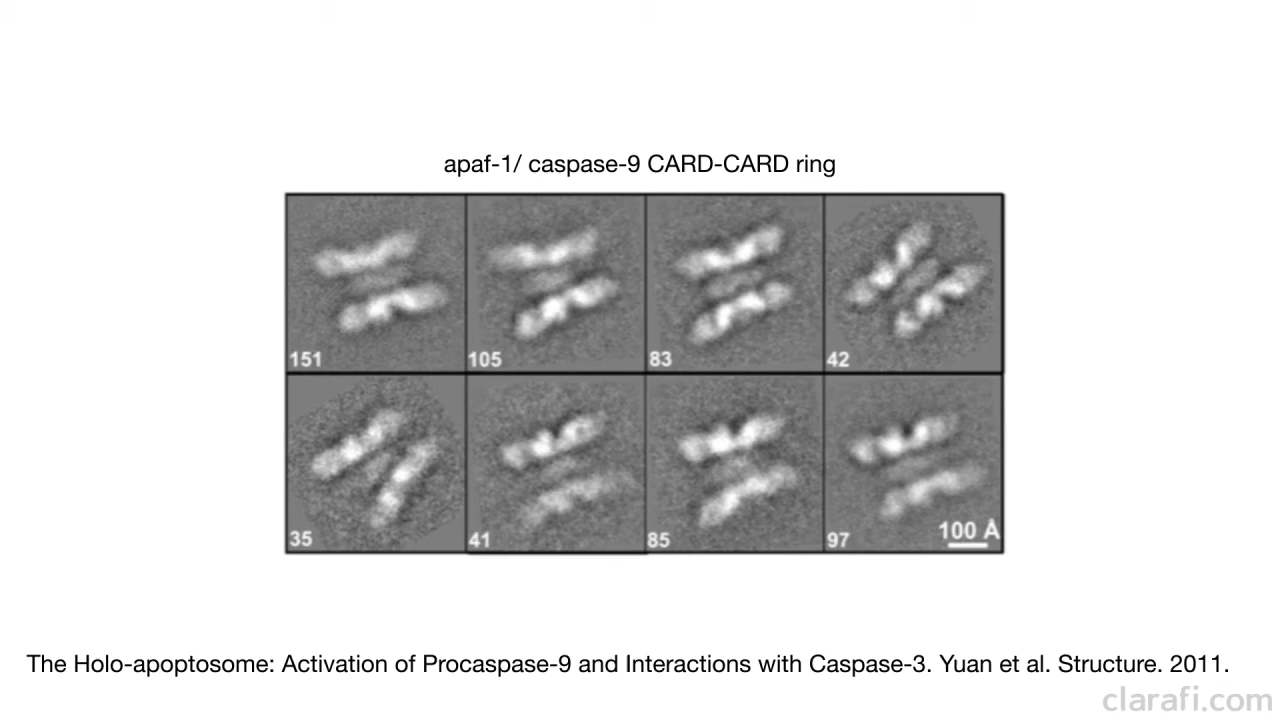 apaf-1/ caspase-9 CARD-CARD ring
151
105
83
42
35
41
85
97
100 Å
The Holo-apoptosome: Activation of Procaspase-9 and Interactions with Caspase-3. Yuan et al. Structure. 2011.
clarafi.com